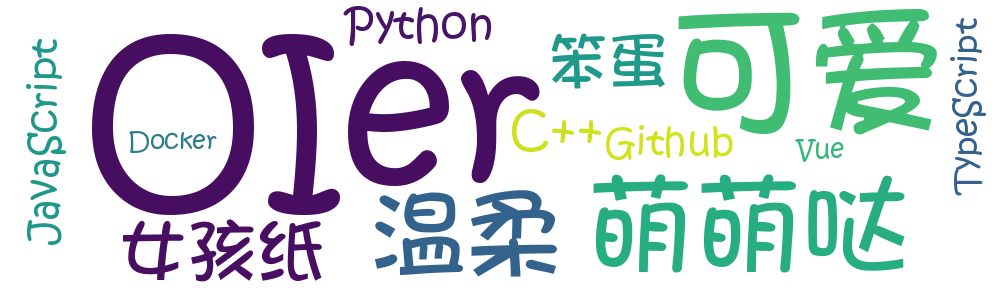 JavaScript
OIer
Docker
Python
C++
Github
笨蛋
可爱
Vue
TypeScript
女孩纸
温柔
萌萌哒